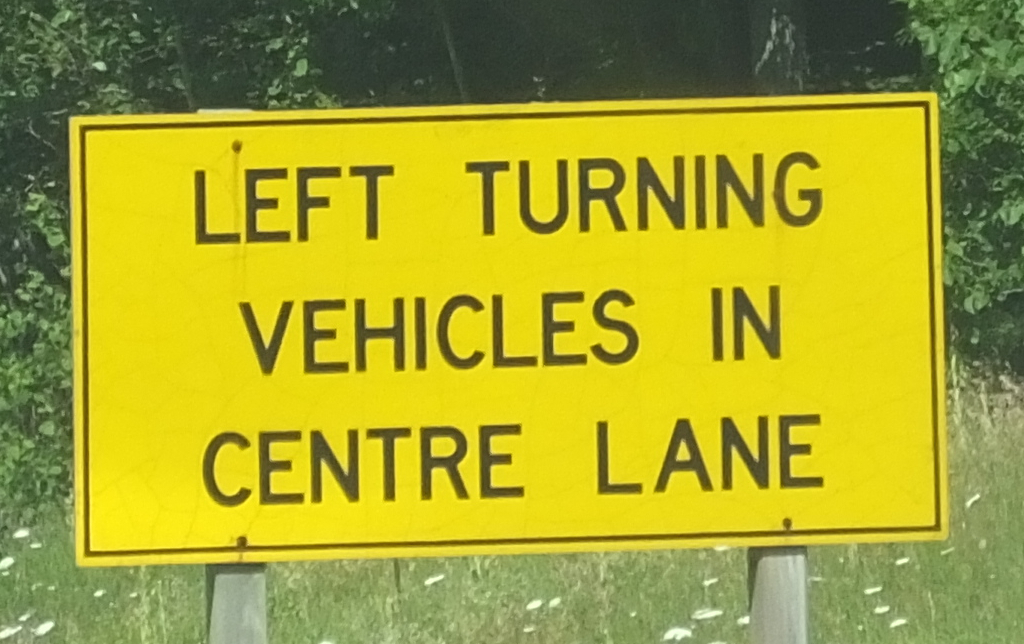 LEFT TURNING
VEHICLES IN
CENTRE LANE